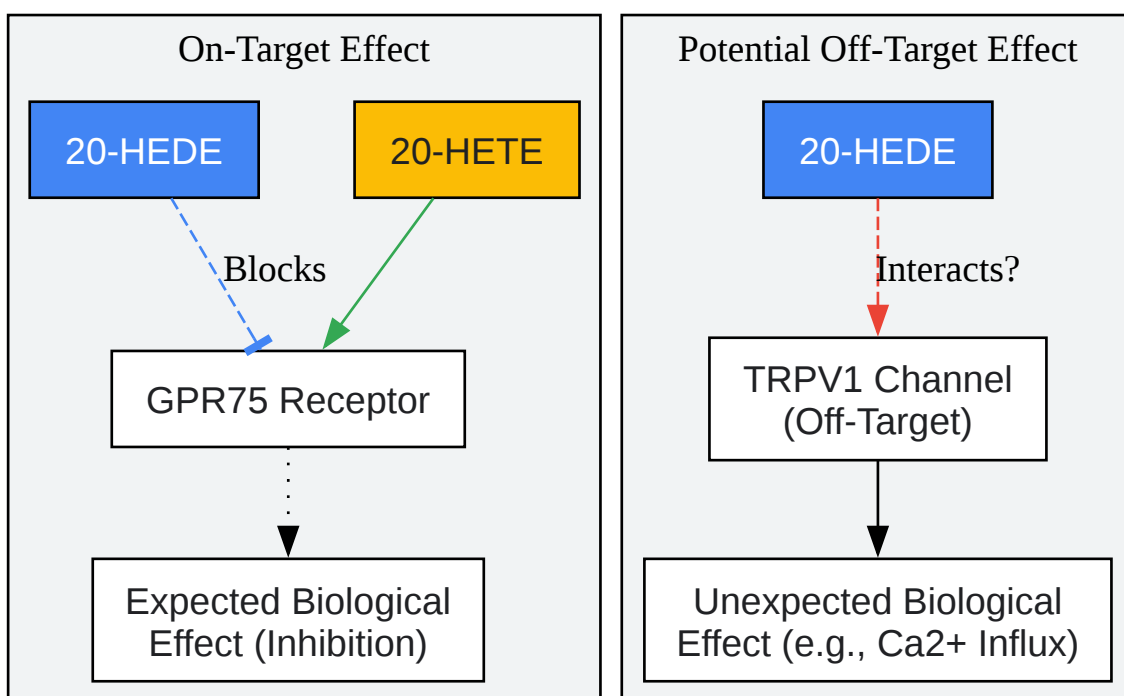 On-Target Effect
20-HEDE
20-HETE
Blocks
GPR75 Receptor
Expected Biological
Effect (Inhibition)
Potential Off-Target Effect
20-HEDE
Interacts?
TRPV1 Channel
(Off-Target)
Unexpected Biological
Effect (e.g., Ca2+ Influx)